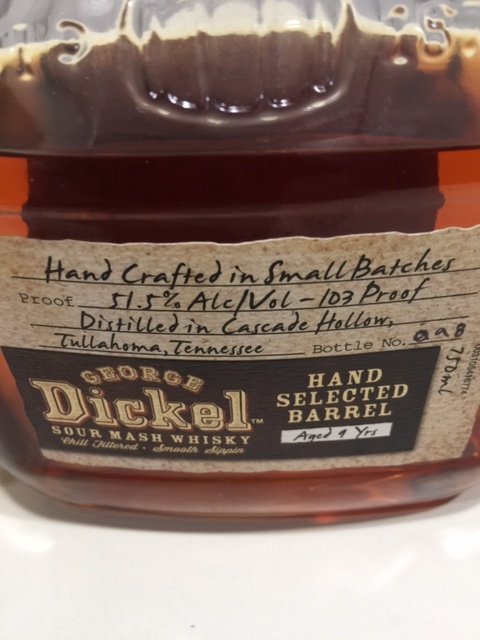 Hand Crafted in Small Batches
Proof 51.5% Alc/Vol - 103 Proof
Distilled in Cascade Hollow,
Tullahoma, Tennessee Bottle No.
750ml
GEORGE
Dickel™
SOUR MASH WHISKY
Chill Filtered · Smooth Sippin
HAND
SELECTED
BARREL
Aged 9 Yrs